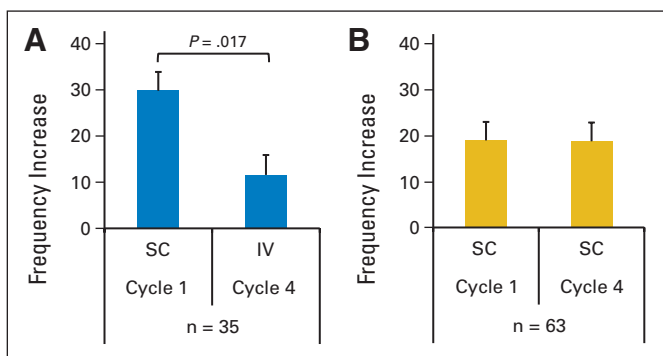 A
Frequency Increase
40
30
20
10
0
P = .017
SC
IV
Cycle 1
Cycle 4
n = 35
B
Frequency Increase
40
30
20
10
0
SC
SC
Cycle 1
Cycle 4
n = 63